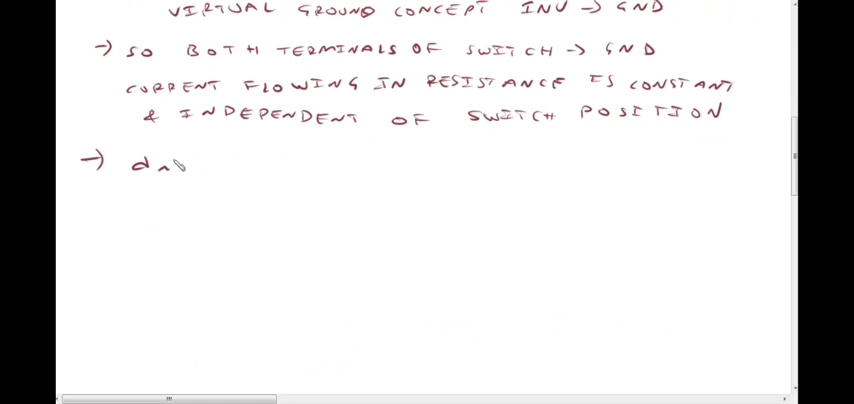 VIRTUAL GROUND CONCEPT INV → GND
→ SO BOTH TERMINALS OF SWITCH → GND
CURRENT FLOWING IN RESISTANCE IS CONSTANT
& INDEPENDENT OF SWITCH POSITION
→ d